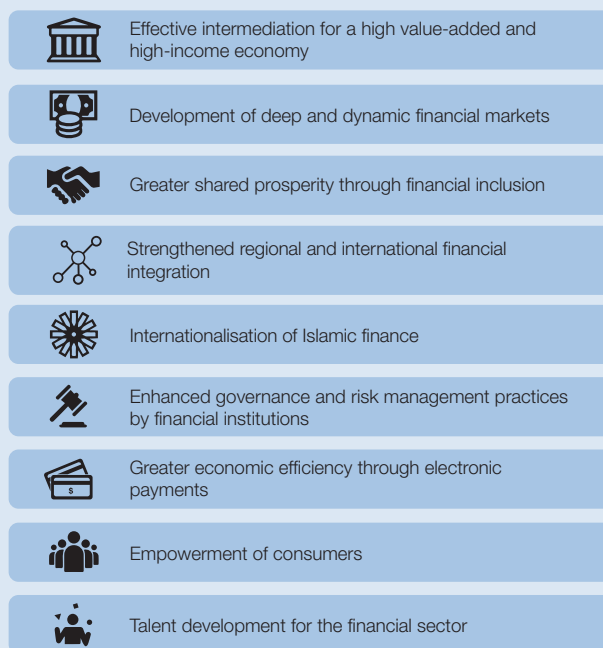 Effective intermediation for a high value-added and
high-income economy
Development of deep and dynamic financial markets
Greater shared prosperity through financial inclusion
Strengthened regional and international financial
integration
Internationalisation of Islamic finance
Enhanced governance and risk management practices
by financial institutions
Greater economic efficiency through electronic
payments
$
Empowerment of consumers
Talent development for the financial sector